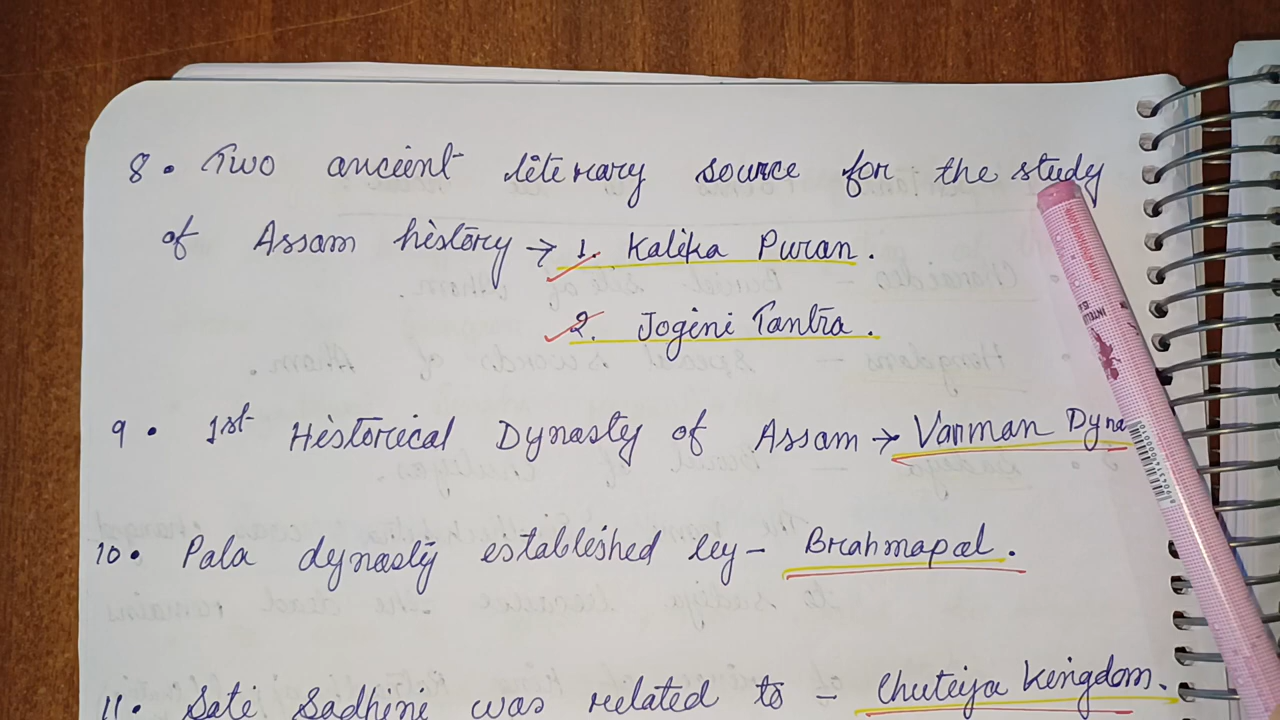 8. Two ancient literary source for the study
of Assam history → 1. Kalika Puran.
2. Jogini Tantra.
9. 1st Historical Dynasty of Assam → Varman Dyna
10. Pala dynasty established by - Brahmapal.
11. Sati Sadhini was related to - Chutiya Kingdom.